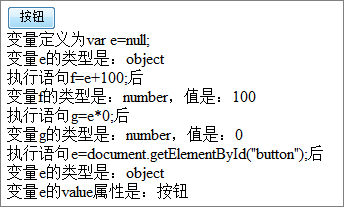 按钮
变量定义为var e=null;
变量e的类型是：object
执行语句f=e+100;后
变量f的类型是：number，值是：100
执行语句g=e*0;后
变量g的类型是：number，值是：0
执行语句e=document.getElementById("button");后
变量e的类型是：object
变量e的value属性是：按钮